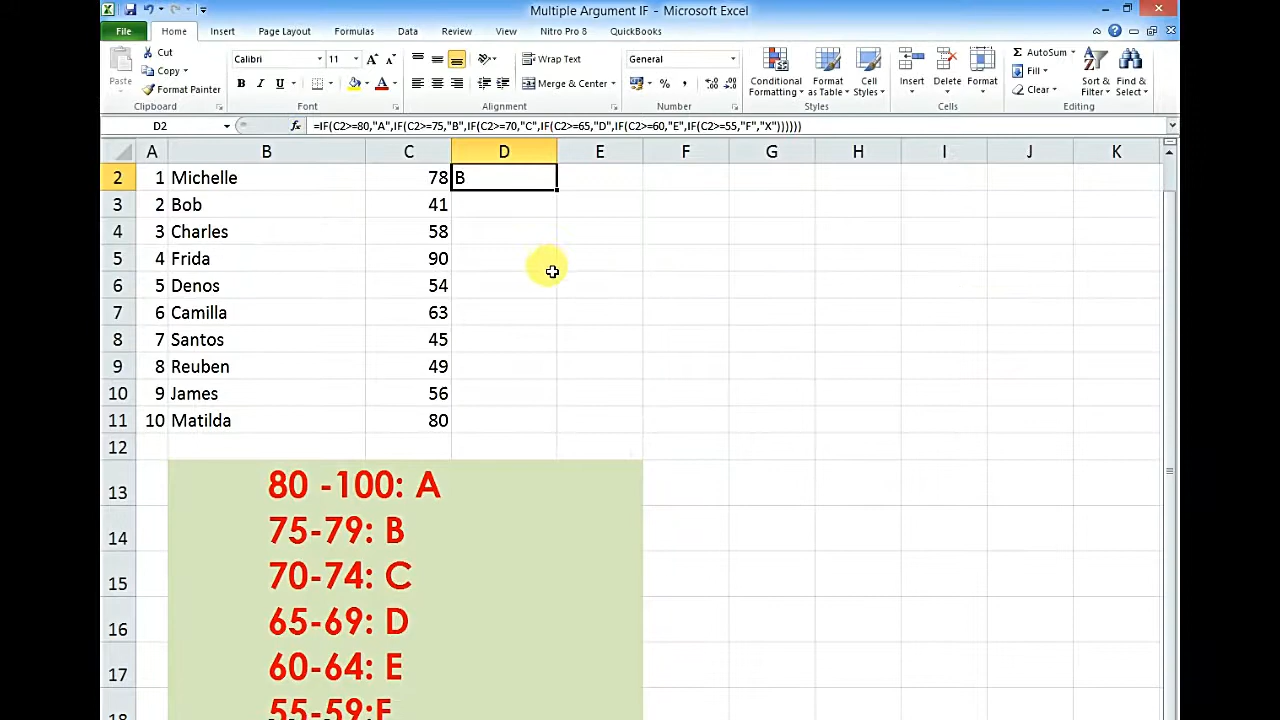 Multiple Argument IF - Microsoft Excel
File Home Insert Page Layout Formulas Data Review View Nitro Pro 8 QuickBooks
Paste
Cut
Copy
Format Painter
Clipboard
Calibri 11
B I U
Font
Wrap Text
Merge & Center
Alignment
General
Number
Conditional Formatting
Format as Table
Cell Styles
Styles
Insert Delete Format
Cells
AutoSum
Fill
Clear
Sort & Filter
Find & Select
Editing
D2 fx =IF(C2>=80,"A",IF(C2>=75,"B",IF(C2>=70,"C",IF(C2>=65,"D",IF(C2>=60,"E",IF(C2>=55,"F","X"))))))
A B C D E F G H I J K
2 1 Michelle 78 B
3 2 Bob 41
4 3 Charles 58
5 4 Frida 90
6 5 Denos 54
7 6 Camilla 63
8 7 Santos 45
9 8 Reuben 49
10 9 James 56
11 10 Matilda 80
12
13 80 -100: A
14 75-79: B
15 70-74: C
16 65-69: D
17 60-64: E
18 55-59:F